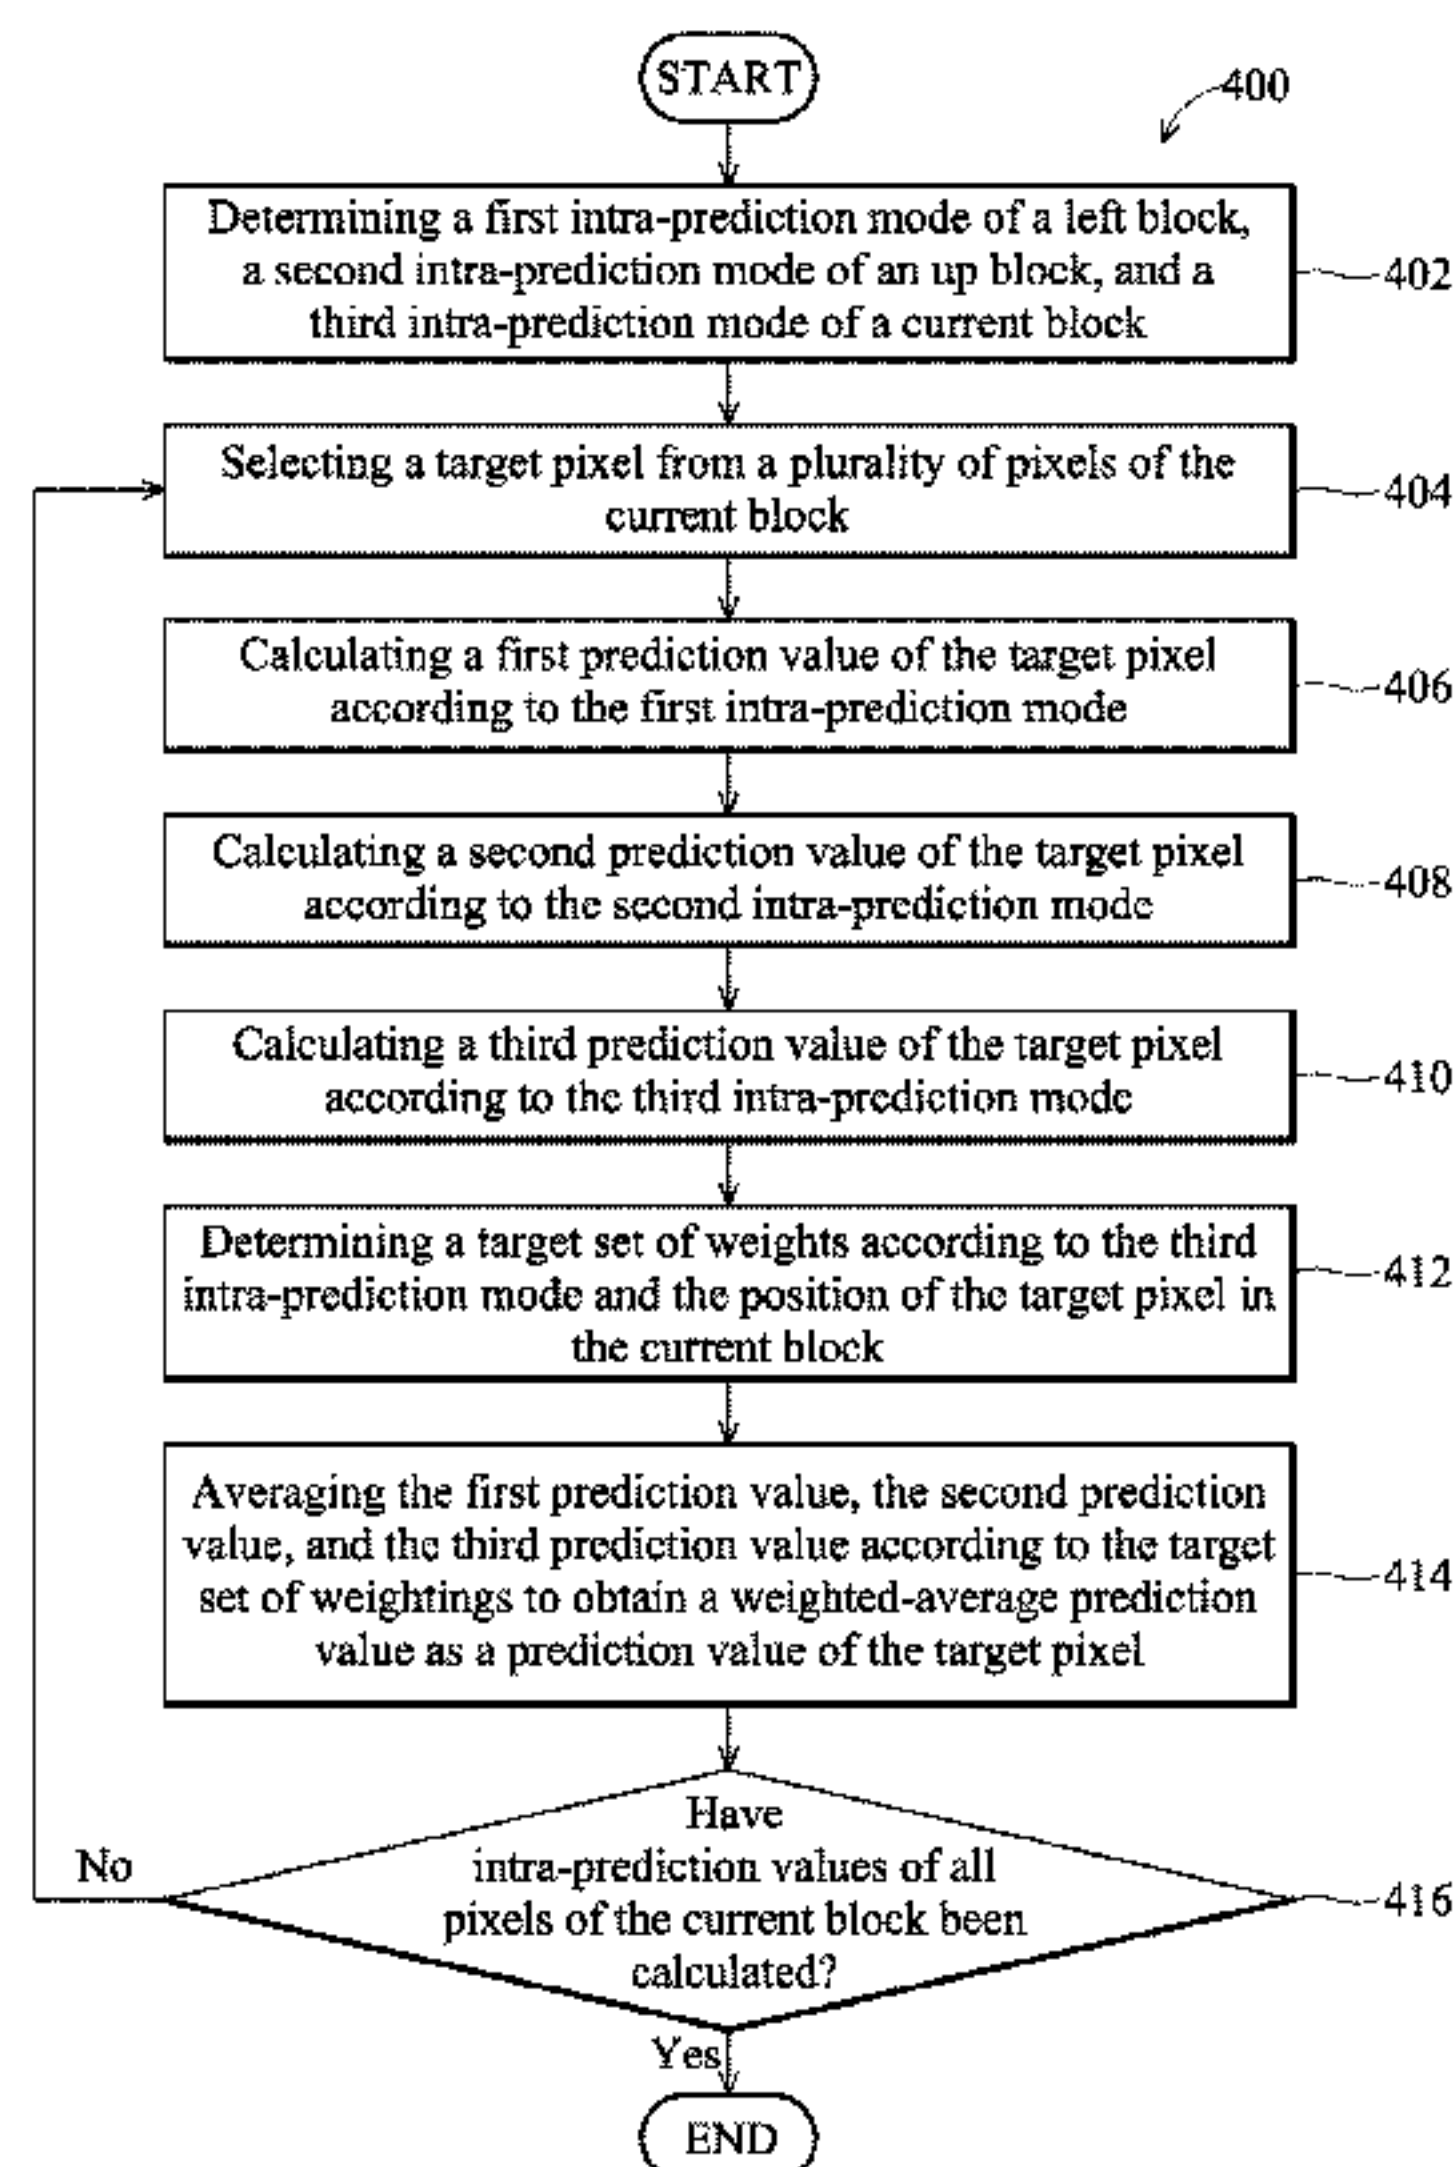 START
400
Determining a first intra-prediction mode of a left block,
a second intra-prediction mode of an up block, and a
third intra-prediction mode of a current block
402
Selecting a target pixel from a plurality of pixels of the
current block
404
Calculating a first prediction value of the target pixel
according to the first intra-prediction mode
406
Calculating a second prediction value of the target pixel
according to the second intra-prediction mode
408
Calculating a third prediction value of the target pixel
according to the third intra-prediction mode
410
Determining a target set of weights according to the third
intra-prediction mode and the position of the target pixel in
the current block
412
Averaging the first prediction value, the second prediction
value, and the third prediction value according to the target
set of weightings to obtain a weighted-average prediction
value as a prediction value of the target pixel
414
Have
intra-prediction values of all
pixels of the current block been
calculated?
416
No
Yes
END